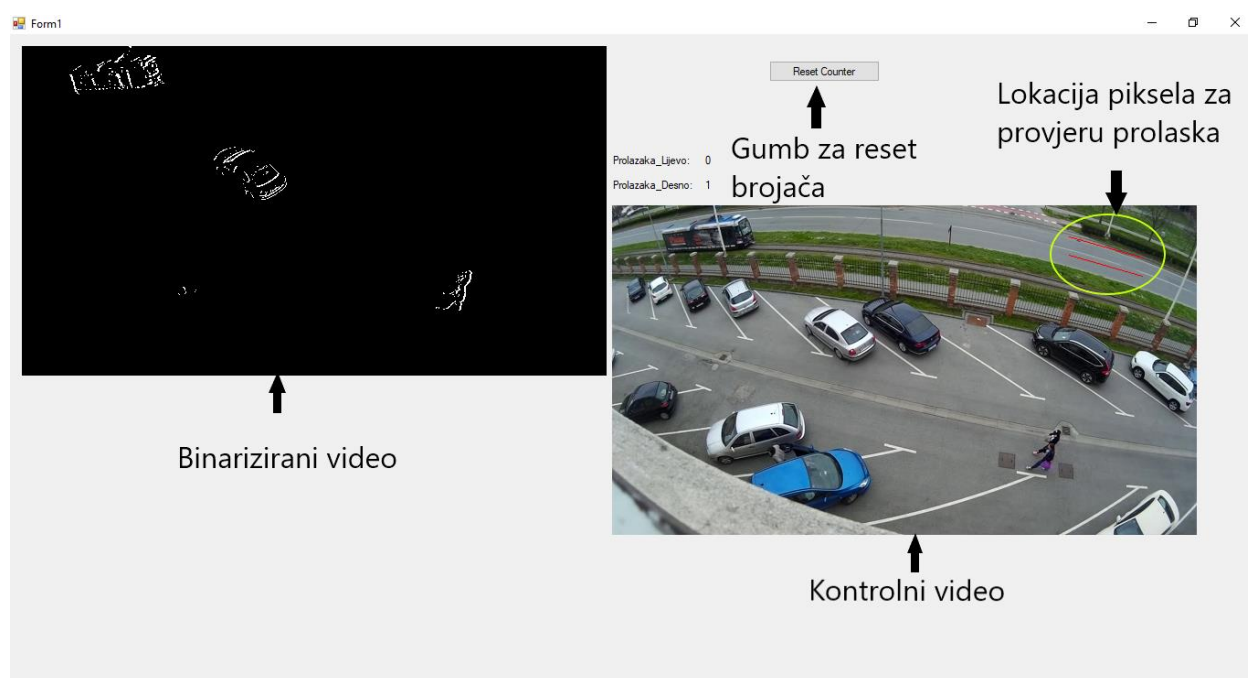 Form1
Reset Counter
Lokacija piksela za
provjeru prolaska
Gumb za reset
brojača
Prolazaka_Lijevo: 0
Prolazaka_Desno: 1
Binarizirani video
Kontrolni video